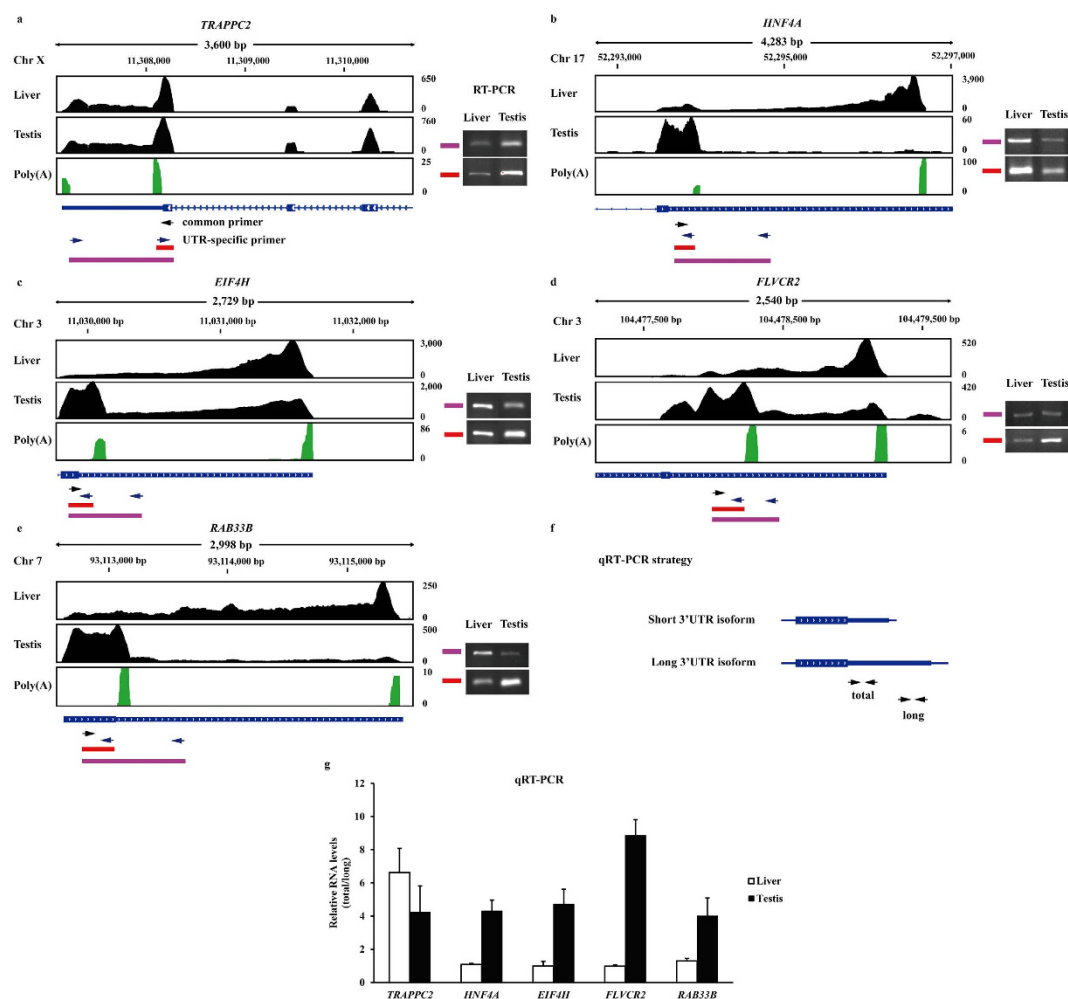 a
TRAPPC2
3,600 bp
Chr X
11,308,000 11,309,000 11,310,000
Liver
650
0
Testis
760
0
Poly(A)
25
0
RT-PCR
Liver Testis
common primer
UTR-specific primer
b
HNF4A
4,283 bp
Chr 17
52,293,000 52,295,000 52,297,000
Liver
3,900
0
Testis
60
0
Poly(A)
100
0
Liver Testis
c
EIF4H
2,729 bp
Chr 3
11,030,000 bp 11,031,000 bp 11,032,000 bp
Liver
3,000
0
Testis
2,000
0
Poly(A)
86
0
Liver Testis
d
FLVCR2
2,540 bp
Chr 3
104,477,500 bp 104,478,500 bp 104,479,500 bp
Liver
520
0
Testis
420
0
Poly(A)
6
0
Liver Testis
e
RAB33B
2,998 bp
Chr 7
93,113,000 bp 93,114,000 bp 93,115,000 bp
Liver
250
0
Testis
500
0
Poly(A)
10
0
Liver Testis
f
qRT-PCR strategy
Short 3’UTR isoform
Long 3’UTR isoform
total
long
g
qRT-PCR
Relative RNA levels
(total/long)
12
10
8
6
4
2
0
Liver
Testis
TRAPPC2 HNF4A EIF4H FLVCR2 RAB33B